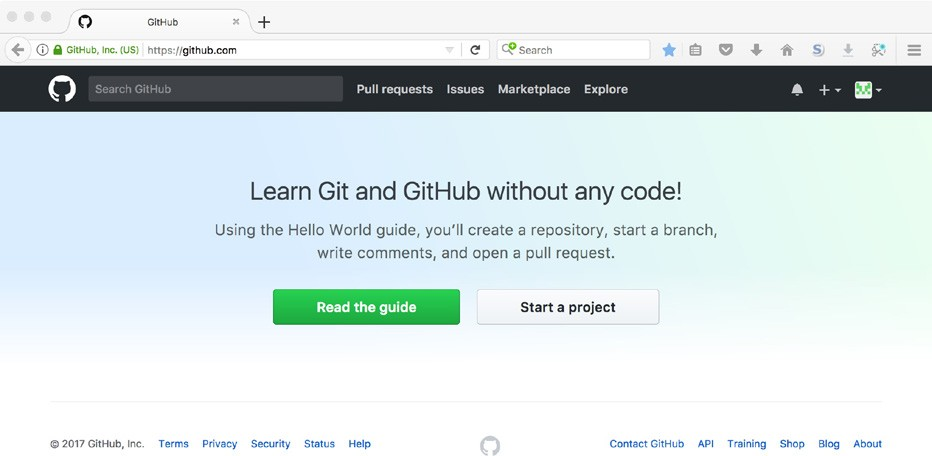 GitHub
GitHub, Inc. (US) https://github.com Search
Search GitHub Pull requests Issues Marketplace Explore
Learn Git and GitHub without any code!
Using the Hello World guide, you’ll create a repository, start a branch,
write comments, and open a pull request.
Read the guide Start a project
© 2017 GitHub, Inc. Terms Privacy Security Status Help Contact GitHub API Training Shop Blog About